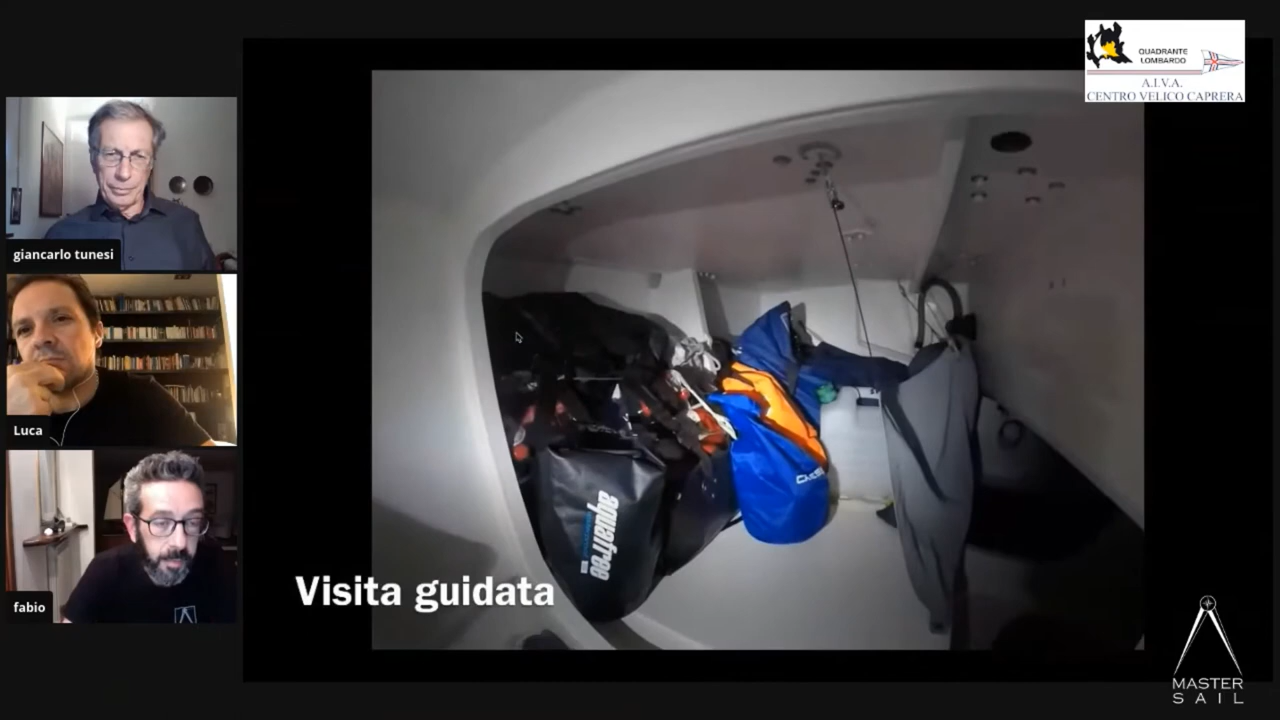 QUADRANTE
LOMBARDO
A.I.V.A.
CENTRO VELICO CAPRERA
giancarlo tunesi
Luca
fabio
aquafree
Visita guidata
MASTER
SAIL